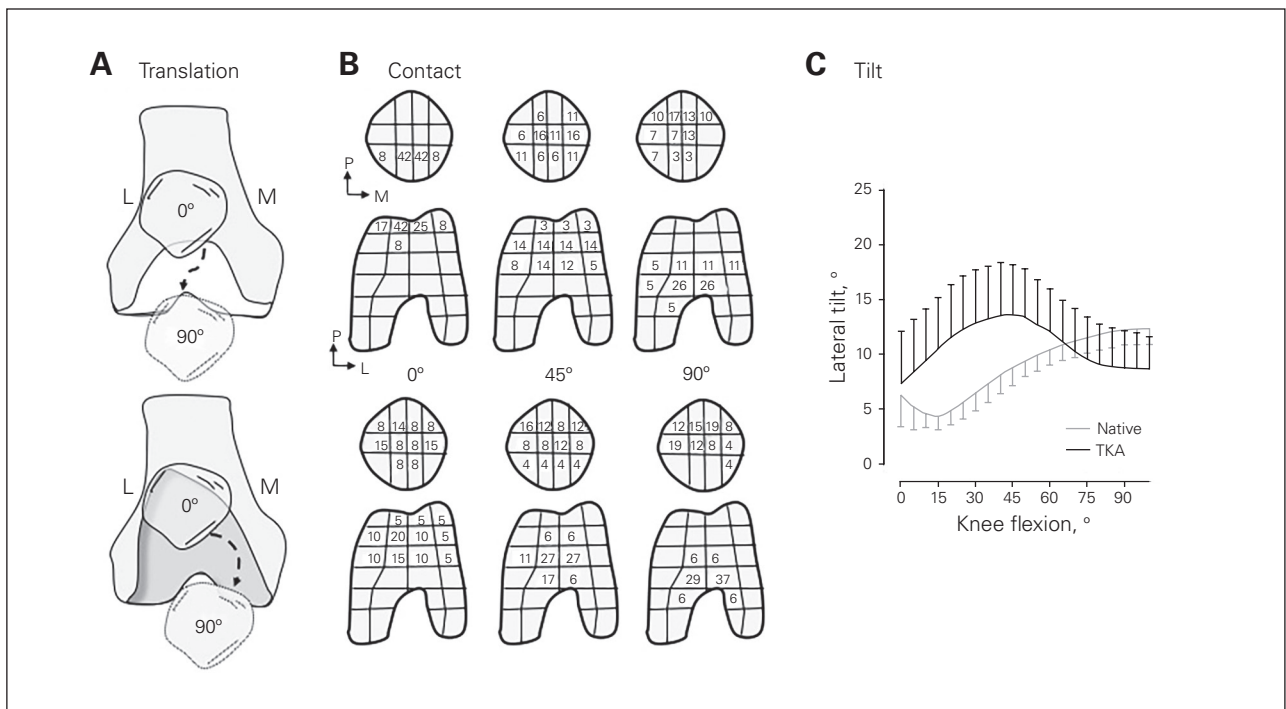 A Translation
L M
0º
90º
L M
0º
90º
B Contact
P
M
8 42 42 8
6 11
6 16 11 16
11 6 6 11
10 17 13 10
7 7 13
7 3 3
17 42 25 8
8
3 3 3
14 14 14 14
8 14 12 5
5 11 11 11
5 26 26
5
P
L
0º 45º 90º
8 14 8 8
15 8 8 15
8 8
16 12 8 12
8 8 12 8
4 4 4 4
12 15 19 8
19 12 8 4
4
5 5 5
10 20 10 5
10 15 10 5
6 6
11 27 27
17 6
6 6
29 37
6 6
C Tilt
Lateral tilt, º
25
20
15
10
5
0
Native
TKA
0 15 30 45 60 75 90
Knee flexion, º